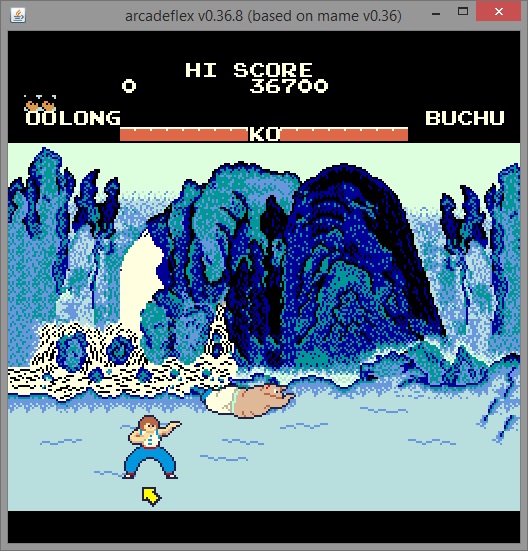 arcadeflex v0.36.8 (based on mame v0.36)
HI SCORE
0 36700
OOLONG BUCHU
KO